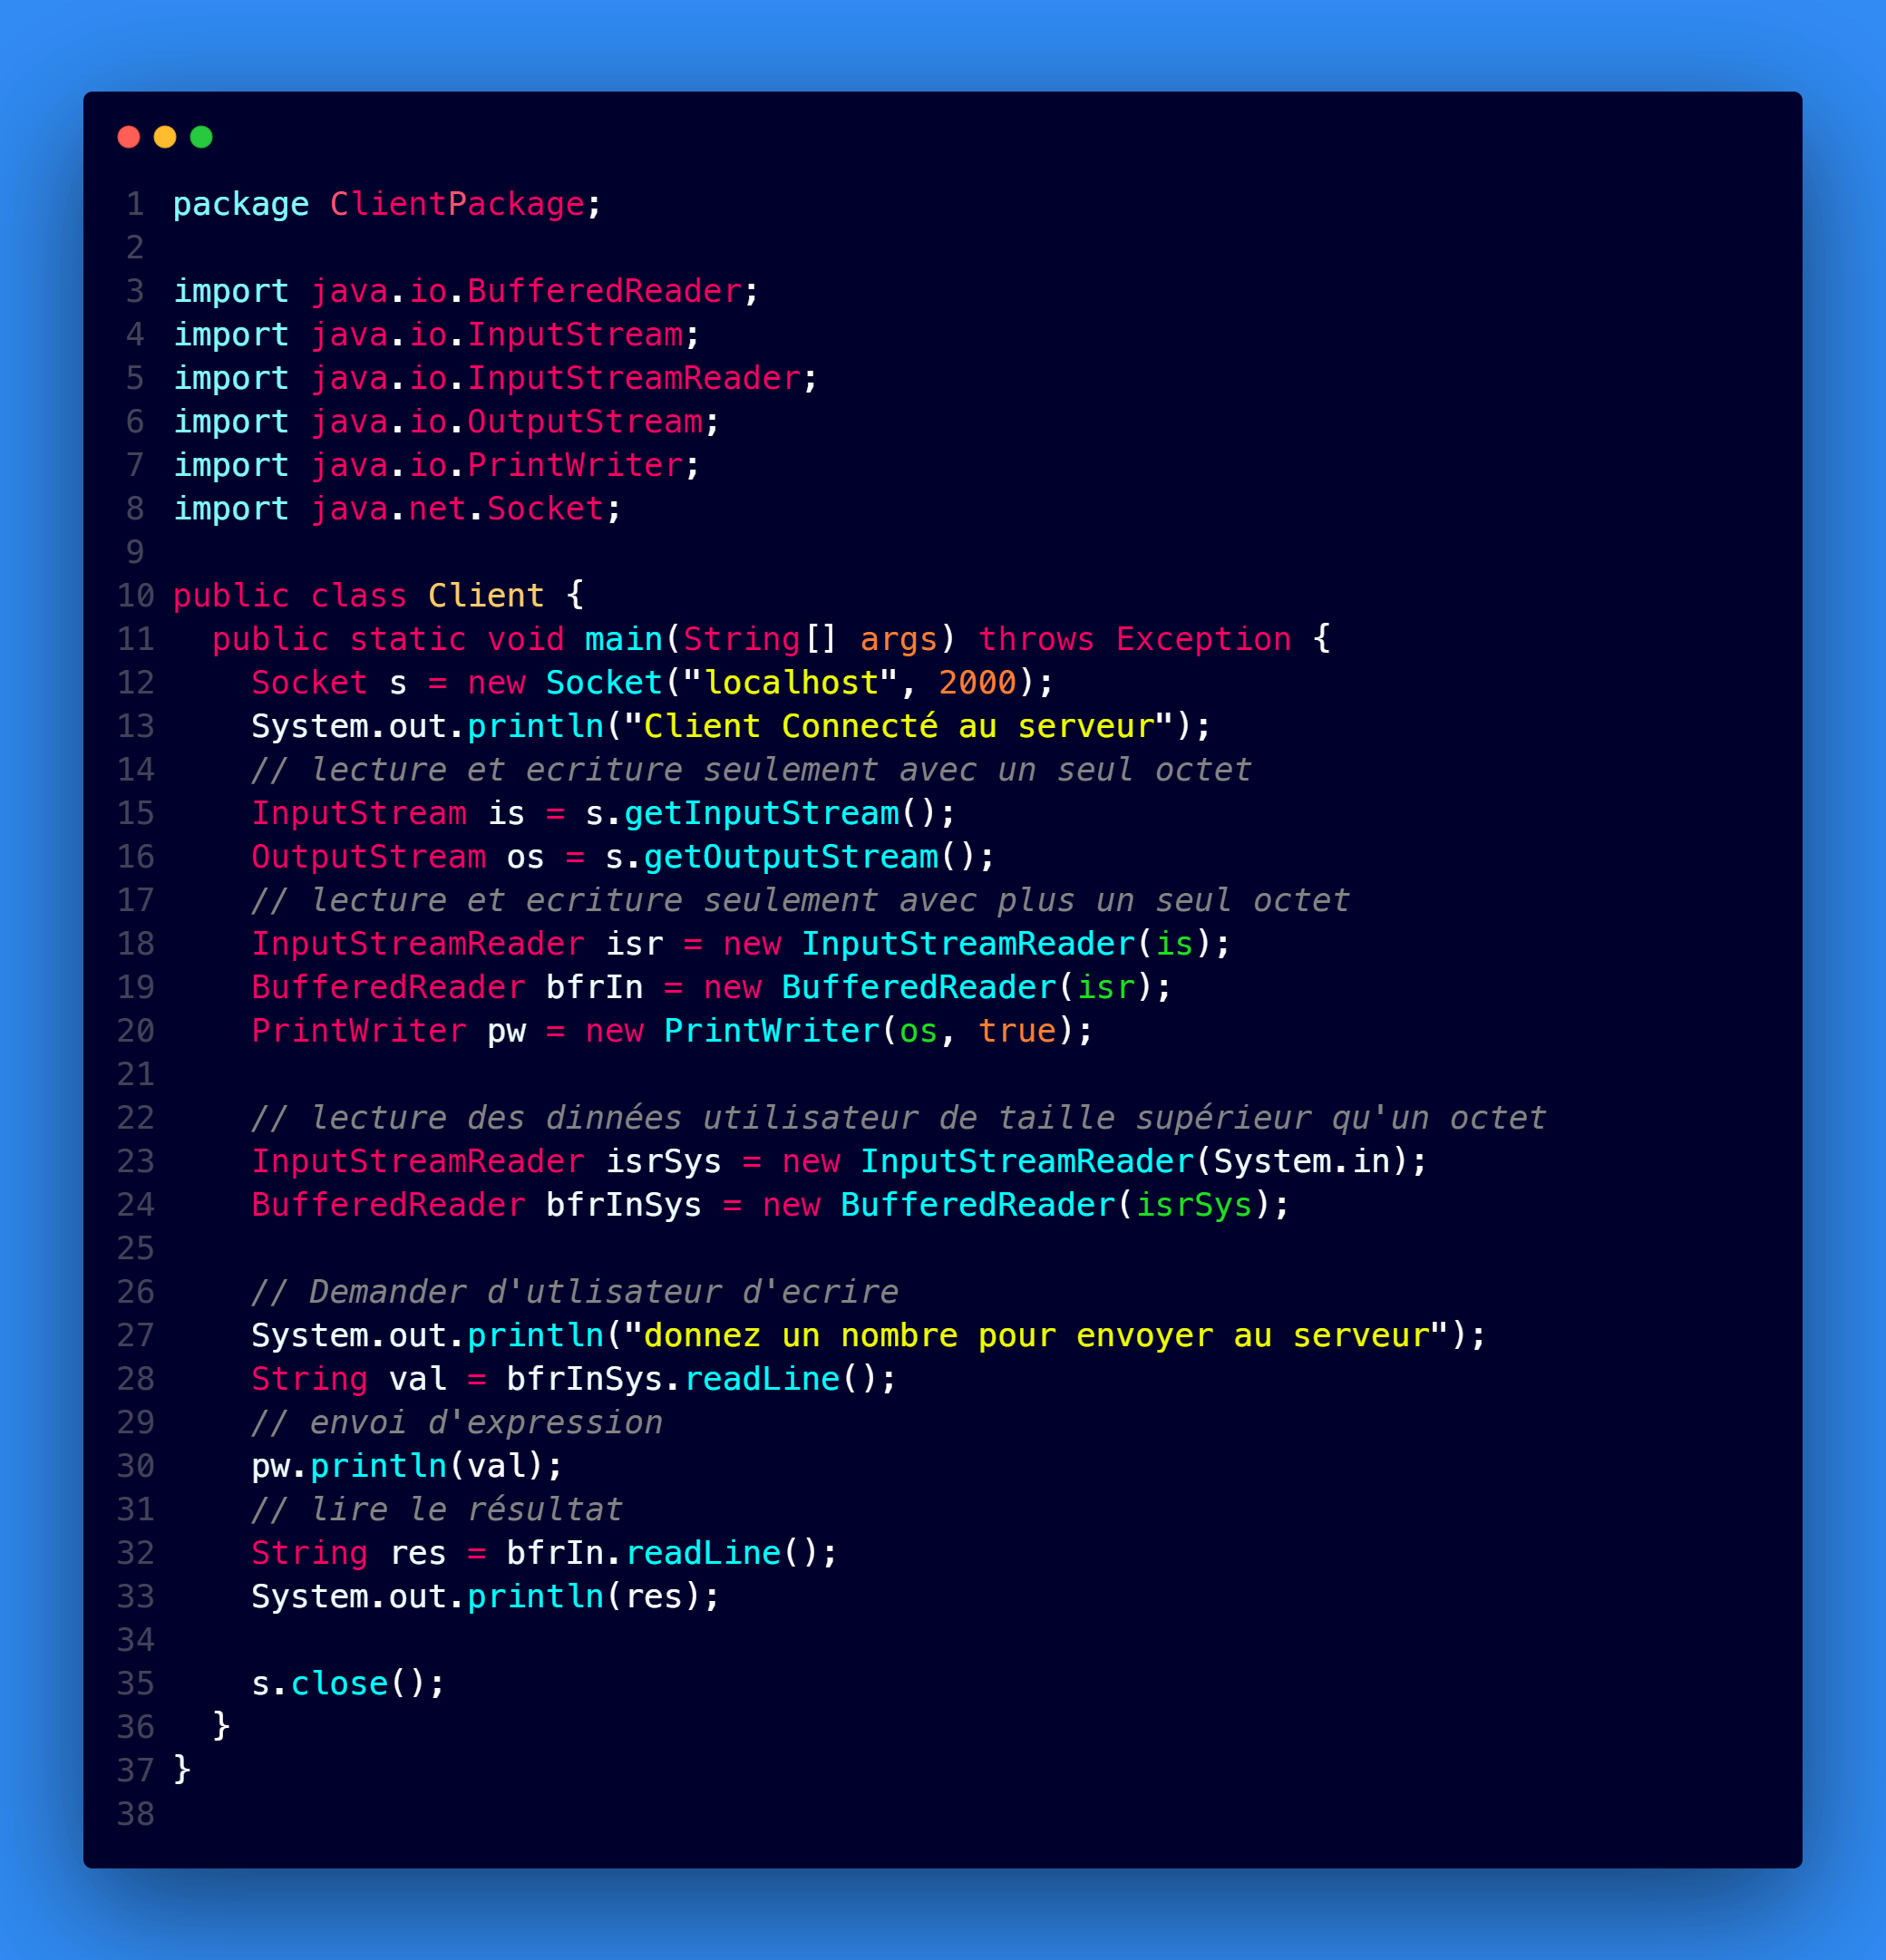 1 package ClientPackage;
2
3 import java.io.BufferedReader;
4 import java.io.InputStream;
5 import java.io.InputStreamReader;
6 import java.io.OutputStream;
7 import java.io.PrintWriter;
8 import java.net.Socket;
9
10 public class Client {
11   public static void main(String[] args) throws Exception {
12     Socket s = new Socket("localhost", 2000);
13     System.out.println("Client Connecté au serveur");
14     // lecture et ecriture seulement avec un seul octet
15     InputStream is = s.getInputStream();
16     OutputStream os = s.getOutputStream();
17     // lecture et ecriture seulement avec plus un seul octet
18     InputStreamReader isr = new InputStreamReader(is);
19     BufferedReader bfrIn = new BufferedReader(isr);
20     PrintWriter pw = new PrintWriter(os, true);
21
22     // lecture des dinnées utilisateur de taille supérieur qu'un octet
23     InputStreamReader isrSys = new InputStreamReader(System.in);
24     BufferedReader bfrInSys = new BufferedReader(isrSys);
25
26     // Demander d'utlisateur d'ecrire
27     System.out.println("donnez un nombre pour envoyer au serveur");
28     String val = bfrInSys.readLine();
29     // envoi d'expression
30     pw.println(val);
31     // lire le résultat
32     String res = bfrIn.readLine();
33     System.out.println(res);
34
35     s.close();
36   }
37 }
38